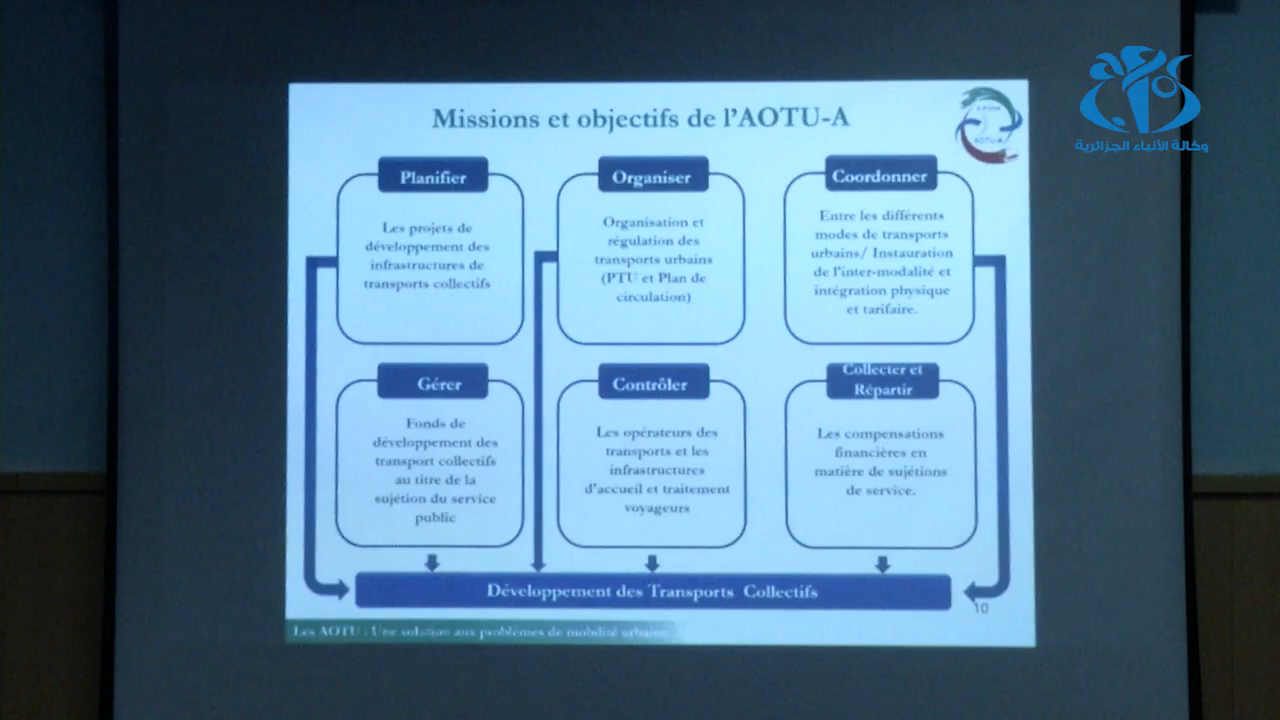 Missions et objectifs de l'AOTU-A
وكالة الأنباء الجزائرية
Planifier
Les projets de
développement des
infrastructures de
transports collectifs
Organiser
Organisation et
régulation des
transports urbains
(PTU et Plan de
circulation)
Coordonner
Entre les différents
modes de transports
urbains/ Instauration
de l'inter-modalité et
intégration physique
et tarifaire.
Gérer
Fonds de
développement des
transport collectifs
au titre de la
sujétion du service
public
Contrôler
Les opérateurs des
transports et les
infrastructures
d'accueil et traitement
voyageurs
Collecter et
Répartir
Les compensations
financières en
matière de sujétions
de service.
Développement des Transports Collectifs
10
Les AOTU : Une solution aux problèmes de mobilité urbaine